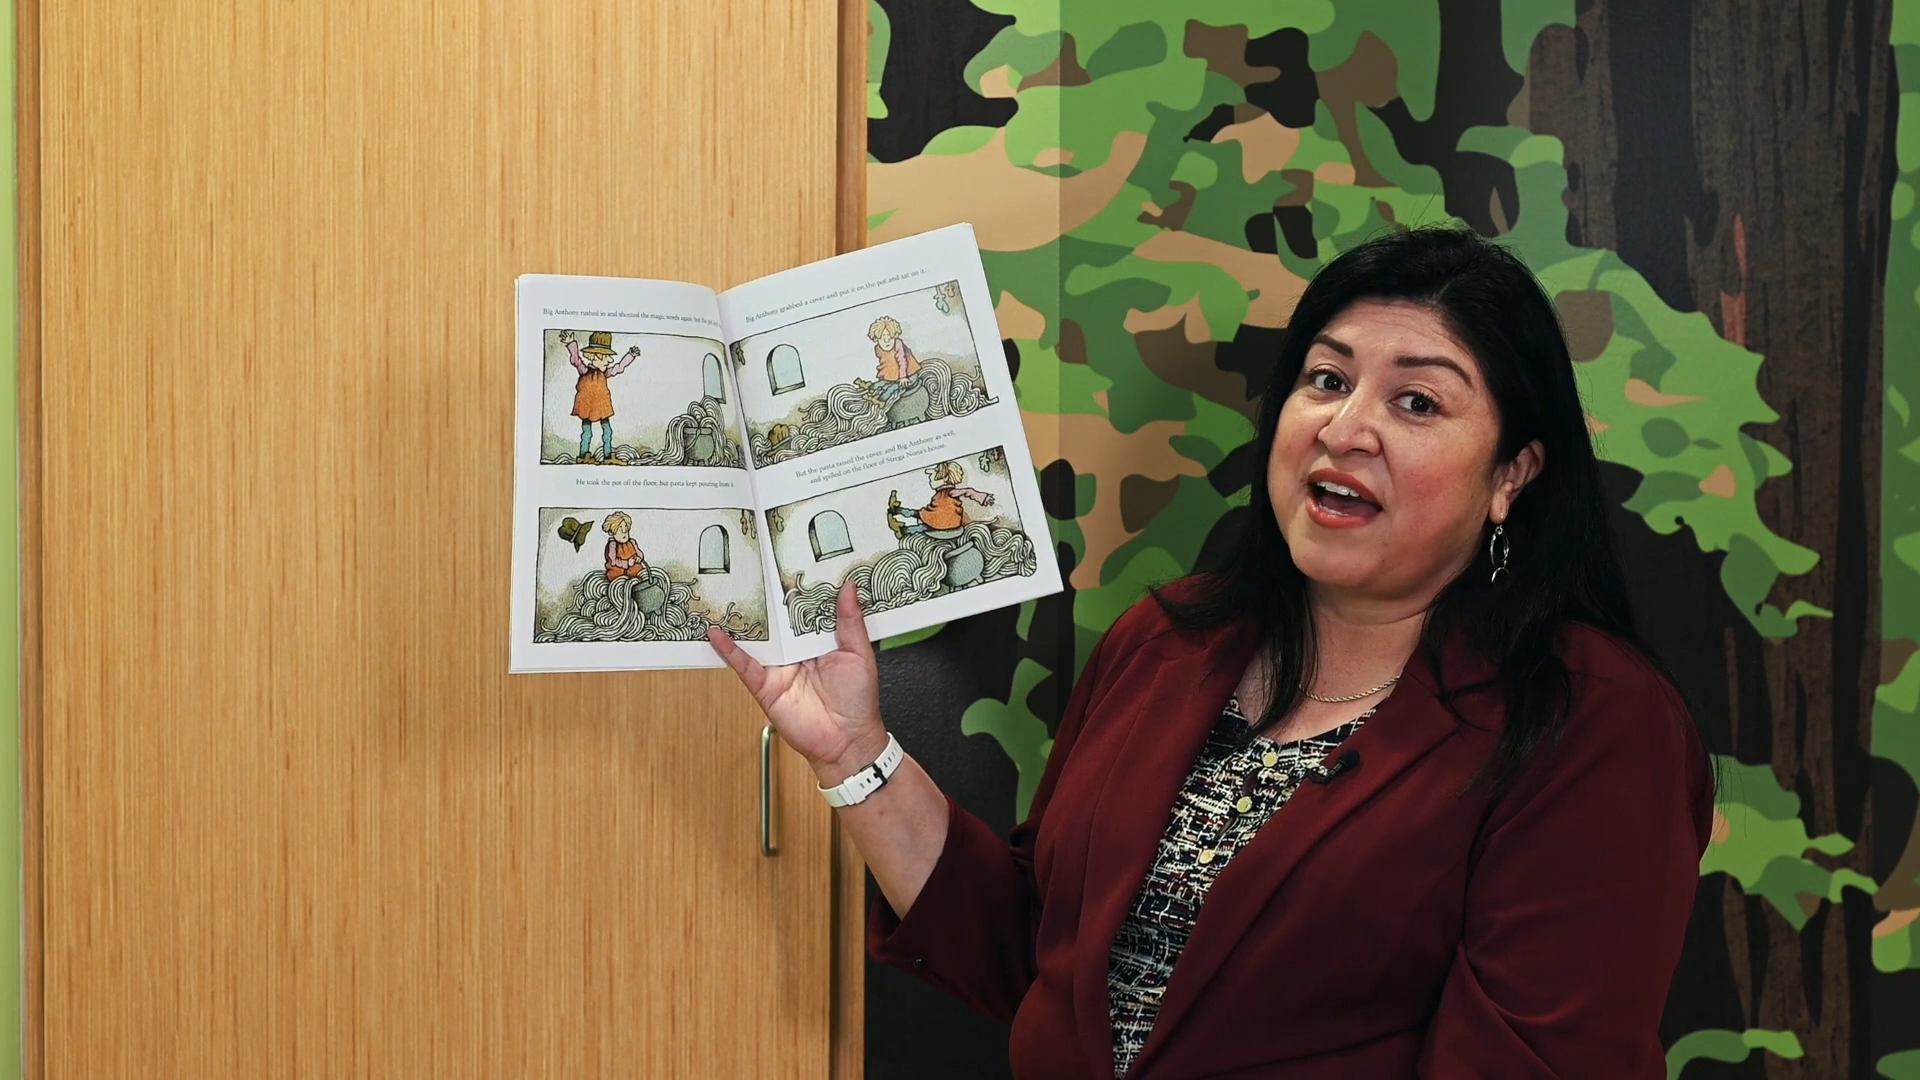 Big Anthony rushed in and shouted the magic words again, but the pot
He took the pot off the floor, but pasta kept pouring from it.
Big Anthony grabbed a cover and put it on the pot and sat on it.
But the pasta raised the cover, and Big Anthony as well,
and spilled on the floor of Strega Nona's house.